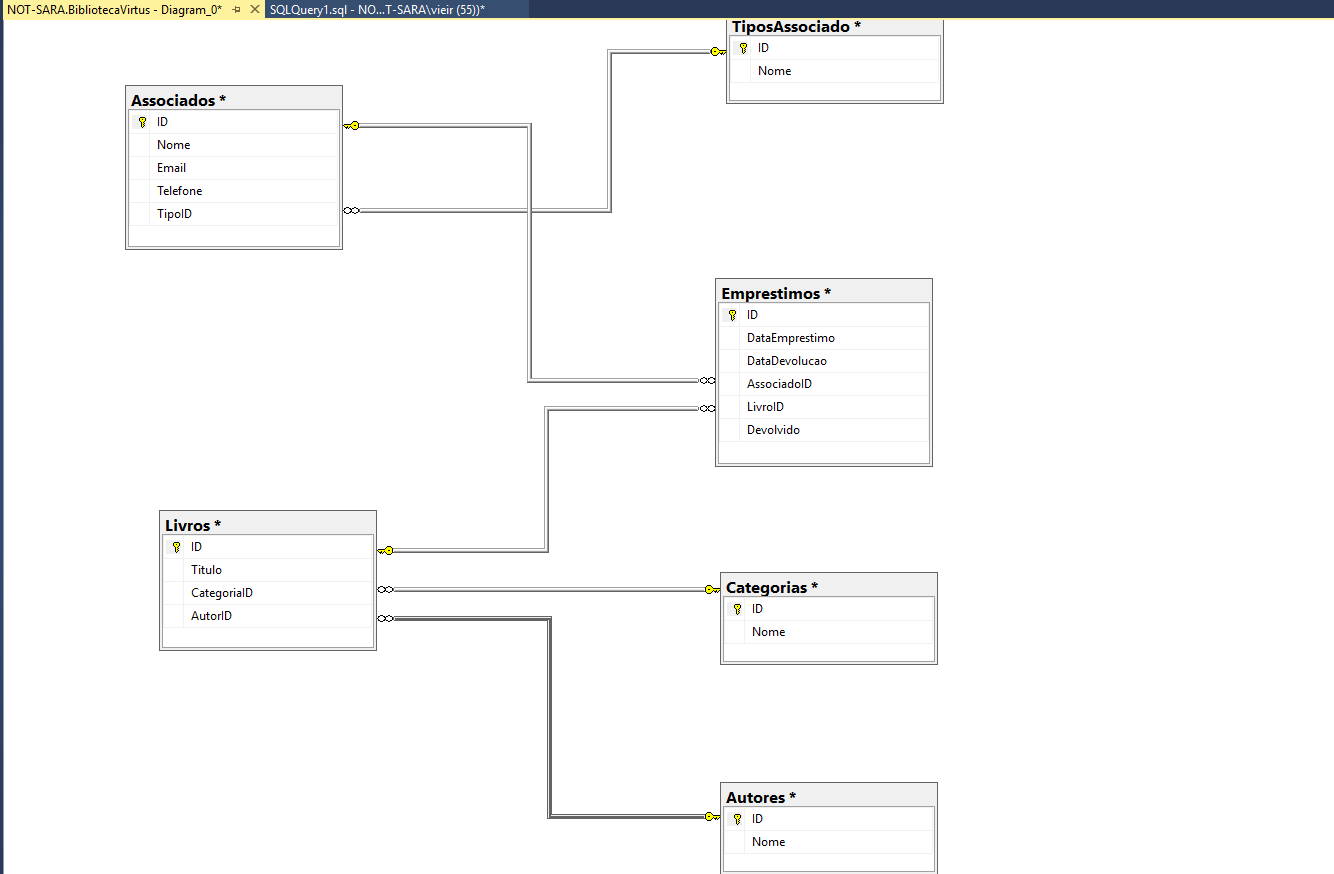 NOT-SARA.BibliotecaVirtus - Diagram_0*
SQLQuery1.sql - NO...T-SARA\vieir (55))*
TiposAssociado *
ID
Nome
Associados *
ID
Nome
Email
Telefone
TipoID
Emprestimos *
ID
DataEmprestimo
DataDevolucao
AssociadoID
LivroID
Devolvido
Livros *
ID
Titulo
CategoriaID
AutorID
Categorias *
ID
Nome
Autores *
ID
Nome